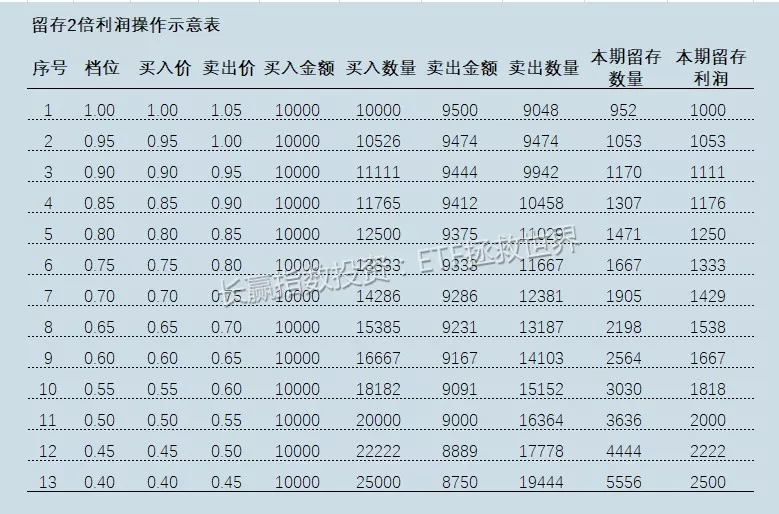 留存2倍利润操作示意表
序号 档位 买入价 卖出价 买入金额 买入数量 卖出金额 卖出数量 本期留存数量 本期留存利润
1 1.00 1.00 1.05 10000 10000 9500 9048 952 1000
2 0.95 0.95 1.00 10000 10526 9474 9474 1053 1053
3 0.90 0.90 0.95 10000 11111 9444 9942 1170 1111
4 0.85 0.85 0.90 10000 11765 9412 10458 1307 1176
5 0.80 0.80 0.85 10000 12500 9375 11029 1471 1250
6 0.75 0.75 0.80 10000 13333 9333 11667 1667 1333
7 0.70 0.70 0.75 10000 14286 9286 12381 1905 1429
8 0.65 0.65 0.70 10000 15385 9231 13187 2198 1538
9 0.60 0.60 0.65 10000 16667 9167 14103 2564 1667
10 0.55 0.55 0.60 10000 18182 9091 15152 3030 1818
11 0.50 0.50 0.55 10000 20000 9000 16364 3636 2000
12 0.45 0.45 0.50 10000 22222 8889 17778 4444 2222
13 0.40 0.40 0.45 10000 25000 8750 19444 5556 2500
长赢指数投资·ETF拯救世界